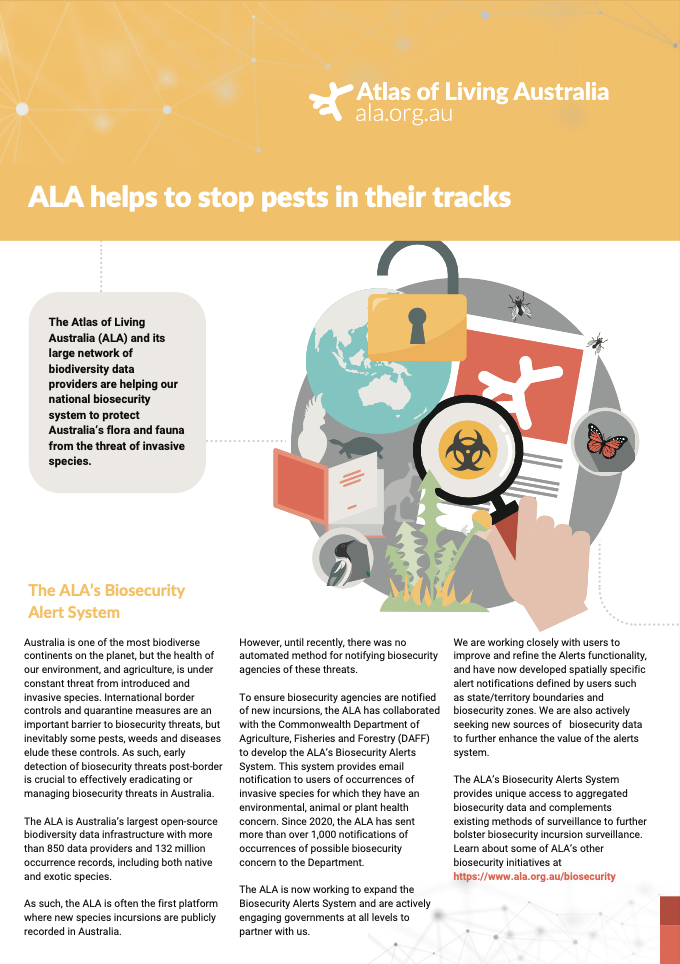 Atlas of Living Australia
ala.org.au
ALA helps to stop pests in their tracks
The Atlas of Living
Australia (ALA) and its
large network of
biodiversity data
providers are helping our
national biosecurity
system to protect
Australia's flora and fauna
from the threat of invasive
species.
The ALA's Biosecurity
Alert System
Australia is one of the most biodiverse
continents on the planet, but the health of
our environment, and agriculture, is under
constant threat from introduced and
invasive species. International border
controls and quarantine measures are an
important barrier to biosecurity threats, but
inevitably some pests, weeds and diseases
elude these controls. As such, early
detection of biosecurity threats post-border
is crucial to effectively eradicating or
managing biosecurity threats in Australia.
The ALA is Australia's largest open-source
biodiversity data infrastructure with more
than 850 data providers and 132 million
occurrence records, including both native
and exotic species.
As such, the ALA is often the first platform
where new species incursions are publicly
recorded in Australia.
However, until recently, there was no
automated method for notifying biosecurity
agencies of these threats.
To ensure biosecurity agencies are notified
of new incursions, the ALA has collaborated
with the Commonwealth Department of
Agriculture, Fisheries and Forestry (DAFF)
to develop the ALA's Biosecurity Alerts
System. This system provides email
notification to users of occurrences of
invasive species for which they have an
environmental, animal or plant health
concern. Since 2020, the ALA has sent
more than over 1,000 notifications of
occurrences of possible biosecurity
concern to the Department.
The ALA is now working to expand the
Biosecurity Alerts System and are actively
engaging governments at all levels to
partner with us.
We are working closely with users to
improve and refine the Alerts functionality,
and have now developed spatially specific
alert notifications defined by users such
as state/territory boundaries and
biosecurity zones. We are also actively
seeking new sources of biosecurity data
to further enhance the value of the alerts
system.
The ALA's Biosecurity Alerts System
provides unique access to aggregated
biosecurity data and complements
existing methods of surveillance to further
bolster biosecurity incursion surveillance.
Learn about some of ALA's other
biosecurity initiatives at
https://www.ala.org.au/biosecurity